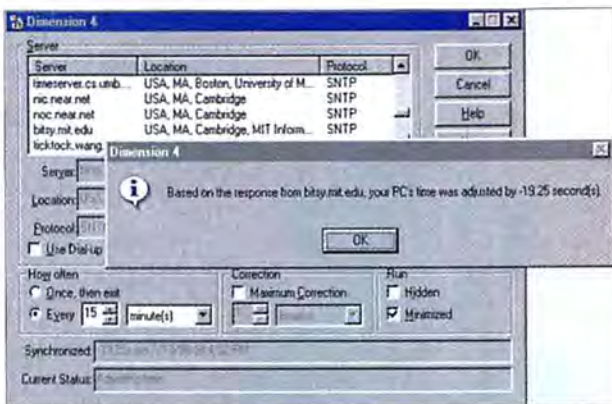 Dimension 4
Server
Server Location Protocol
timeserver.cs.umb... USA, MA, Boston, University of M... SNTP
nic.near.net USA, MA, Cambridge SNTP
noc.near.net USA, MA, Cambridge SNTP
bitsy.mit.edu USA, MA, Cambridge, MIT Inform... SNTP
ticktock.wang.
OK
Cancel
Help
Dimension 4
Based on the response from bitsy.mit.edu, your PC's time was adjusted by -19.25 second(s).
OK
Server:
Location:
Protocol:
Use Dial-up
How often
Once, then exit
Every 15 minute(s)
Correction
Maximum Correction
Run
Hidden
Minimized
Synchronized:
Current Status: